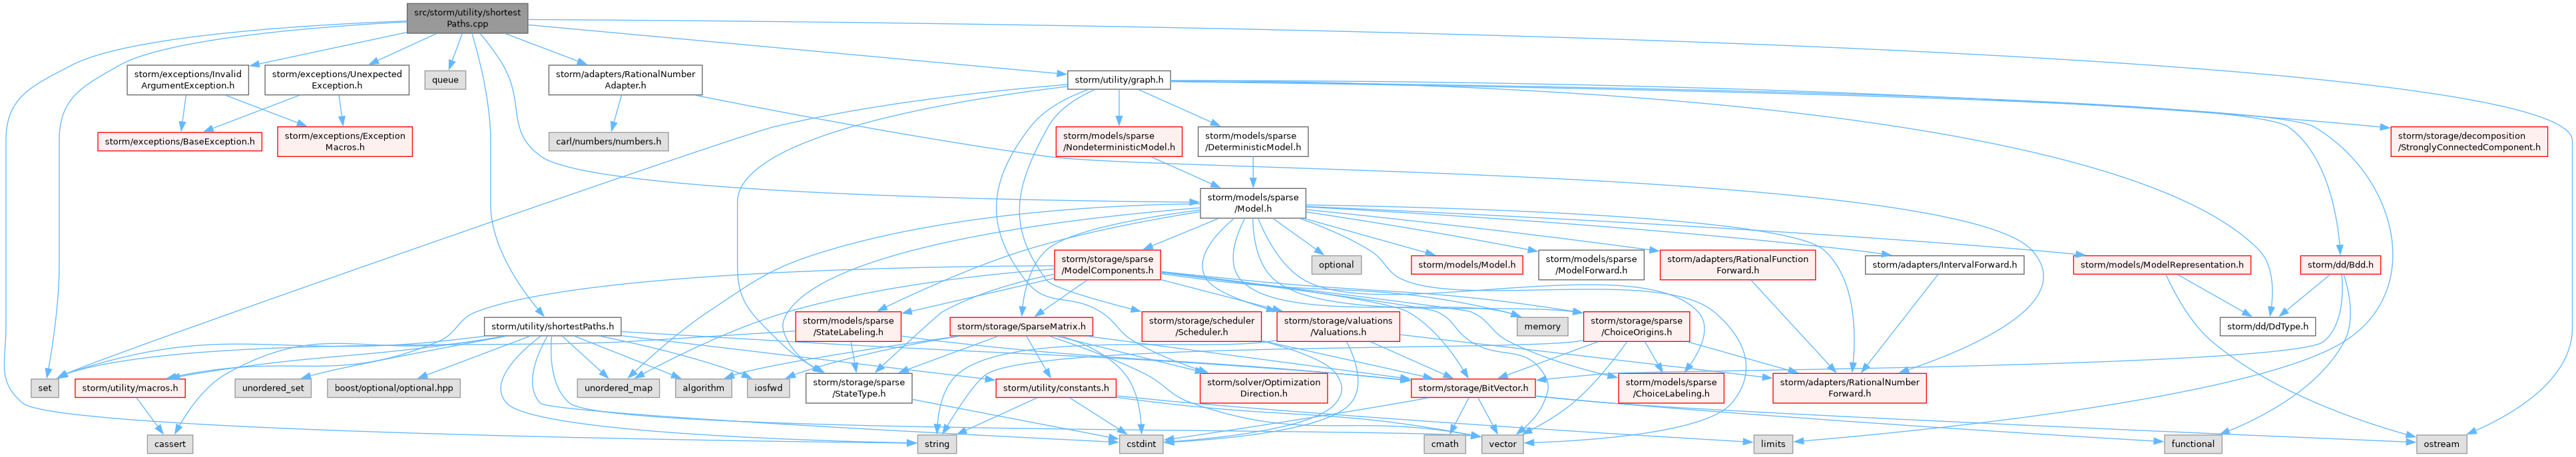 src/storm/utility/shortest
Paths.cpp
storm/exceptions/Invalid
ArgumentException.h
storm/exceptions/Unexpected
Exception.h
queue
storm/adapters/RationalNumber
Adapter.h
storm/utility/graph.h
storm/exceptions/BaseException.h
storm/exceptions/Exception
Macros.h
carl/numbers/numbers.h
storm/models/sparse
/NondeterministicModel.h
storm/models/sparse
/DeterministicModel.h
storm/storage/decomposition
/StronglyConnectedComponent.h
storm/models/sparse
/Model.h
storm/storage/sparse
/ModelComponents.h
optional
storm/models/Model.h
storm/models/sparse
/ModelForward.h
storm/adapters/RationalFunction
Forward.h
storm/adapters/IntervalForward.h
storm/models/ModelRepresentation.h
storm/dd/Bdd.h
storm/utility/shortestPaths.h
storm/models/sparse
/StateLabeling.h
storm/storage/SparseMatrix.h
storm/storage/scheduler
/Scheduler.h
storm/storage/valuations
/Valuations.h
memory
storm/storage/sparse
/ChoiceOrigins.h
storm/dd/DdType.h
set
storm/utility/macros.h
unordered_set
boost/optional/optional.hpp
unordered_map
algorithm
iosfwd
storm/storage/sparse
/StateType.h
storm/utility/constants.h
storm/solver/Optimization
Direction.h
storm/storage/BitVector.h
storm/models/sparse
/ChoiceLabeling.h
storm/adapters/RationalNumber
Forward.h
cassert
string
cstdint
cmath
vector
limits
functional
ostream